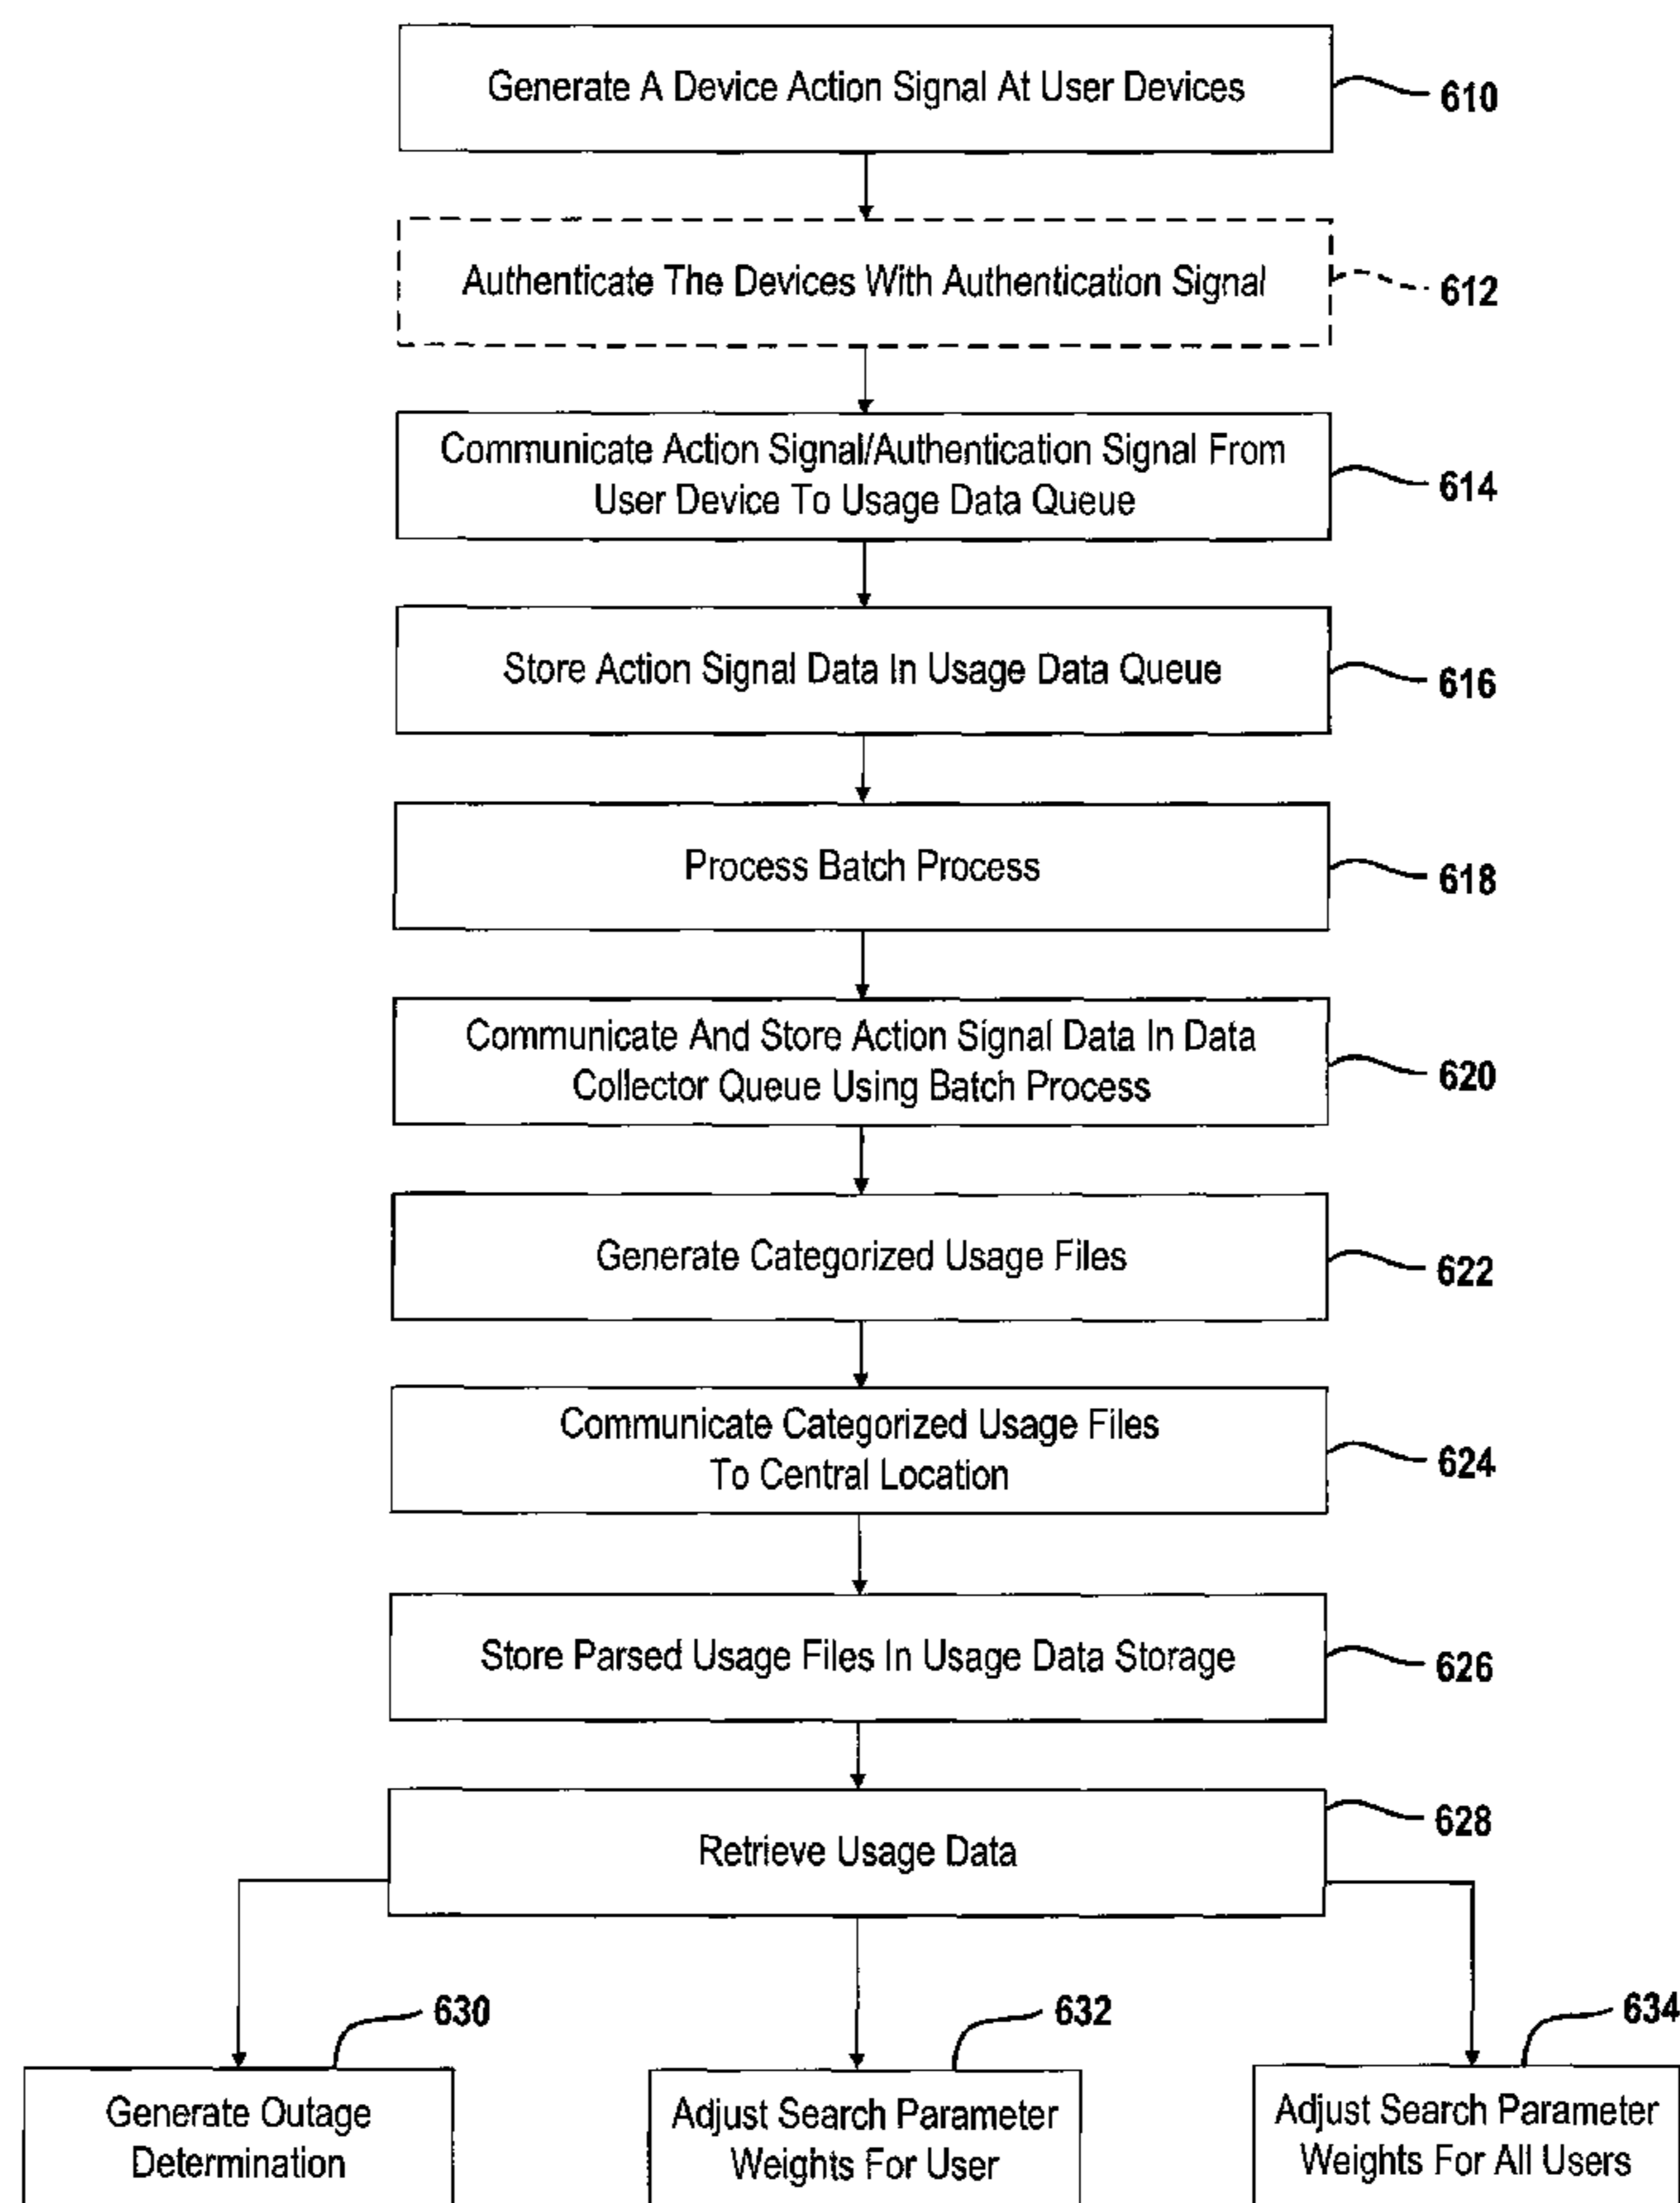 Generate A Device Action Signal At User Devices
610
Authenticate The Devices With Authentication Signal
612
Communicate Action Signal/Authentication Signal From
User Device To Usage Data Queue
614
Store Action Signal Data In Usage Data Queue
616
Process Batch Process
618
Communicate And Store Action Signal Data In Data
Collector Queue Using Batch Process
620
Generate Categorized Usage Files
622
Communicate Categorized Usage Files
To Central Location
624
Store Parsed Usage Files In Usage Data Storage
626
Retrieve Usage Data
628
630
Generate Outage
Determination
632
Adjust Search Parameter
Weights For User
634
Adjust Search Parameter
Weights For All Users